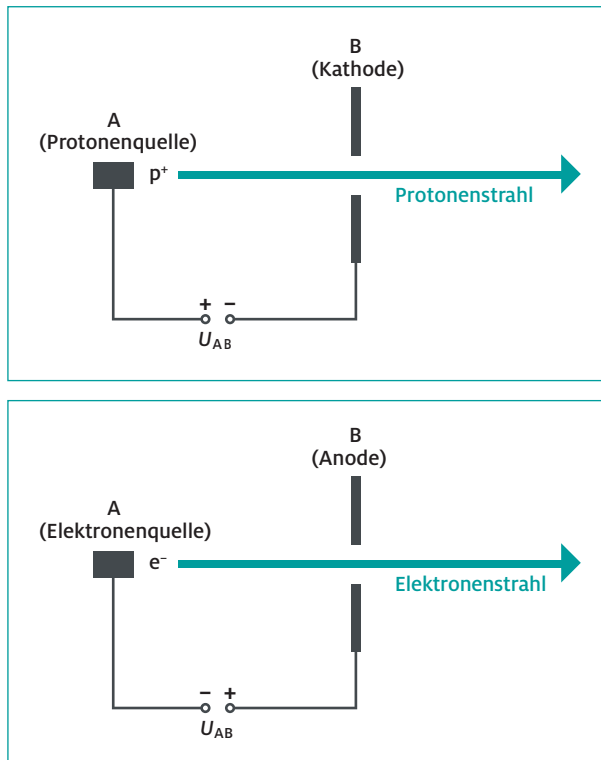 B
(Kathode)
A
(Protonenquelle)
p⁺
Protonenstrahl
+ −
U_AB
B
(Anode)
A
(Elektronenquelle)
e⁻
Elektronenstrahl
− +
U_AB